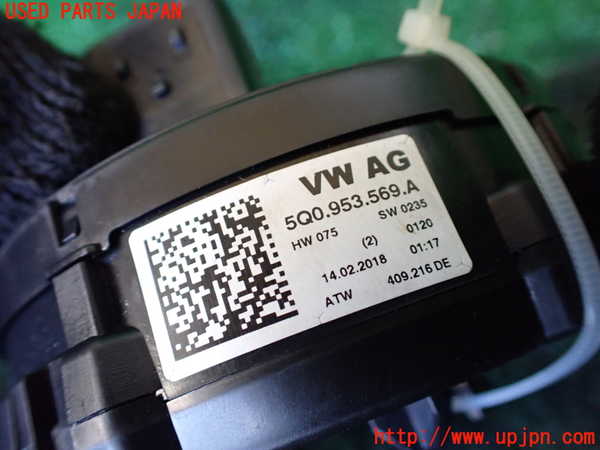 USED PARTS JAPAN
VW AG
5Q0.953.569.A
HW 075 SW 0235
(2) 0120
14.02.2018 01:17
ATW 409.216 DE
http://www.upjpn.com/